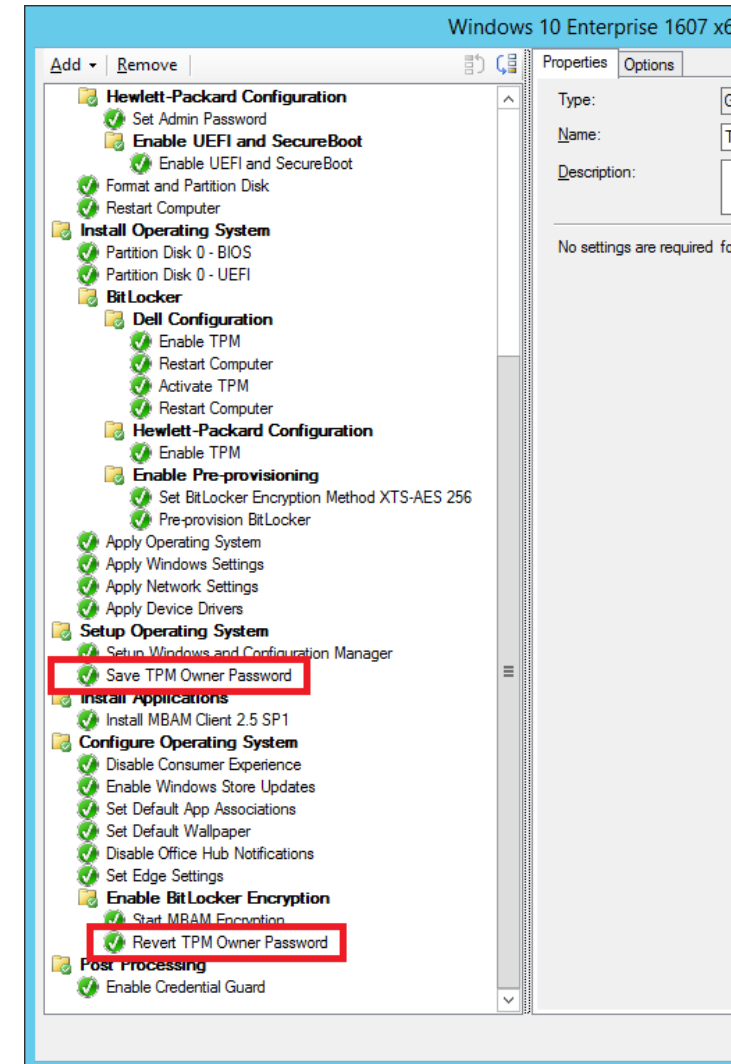 Windows 10 Enterprise 1607 x6
Add Remove
Properties Options
Hewlett-Packard Configuration
Set Admin Password
Enable UEFI and SecureBoot
Enable UEFI and SecureBoot
Format and Partition Disk
Restart Computer
Install Operating System
Partition Disk 0 - BIOS
Partition Disk 0 - UEFI
BitLocker
Dell Configuration
Enable TPM
Restart Computer
Activate TPM
Restart Computer
Hewlett-Packard Configuration
Enable TPM
Enable Pre-provisioning
Set BitLocker Encryption Method XTS-AES 256
Pre-provision BitLocker
Apply Operating System
Apply Windows Settings
Apply Network Settings
Apply Device Drivers
Setup Operating System
Setup Windows and Configuration Manager
Save TPM Owner Password
Install Applications
Install MBAM Client 2.5 SP1
Configure Operating System
Disable Consumer Experience
Enable Windows Store Updates
Set Default App Associations
Set Default Wallpaper
Disable Office Hub Notifications
Set Edge Settings
Enable BitLocker Encryption
Start MBAM Encryption
Revert TPM Owner Password
Post Processing
Enable Credential Guard
Type: G
Name: T
Description:
No settings are required fo